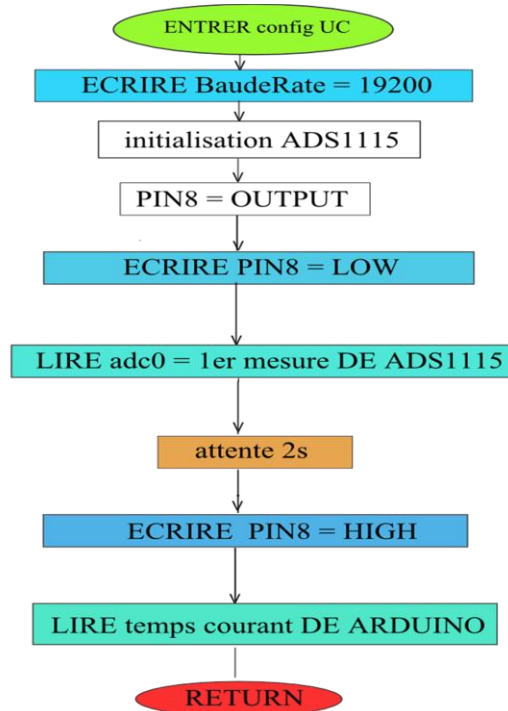 ENTRER config UC
ECRIRE BaudeRate = 19200
initialisation ADS1115
PIN8 = OUTPUT
ECRIRE PIN8 = LOW
LIRE adc0 = 1er mesure DE ADS1115
attente 2s
ECRIRE PIN8 = HIGH
LIRE temps courant DE ARDUINO
RETURN